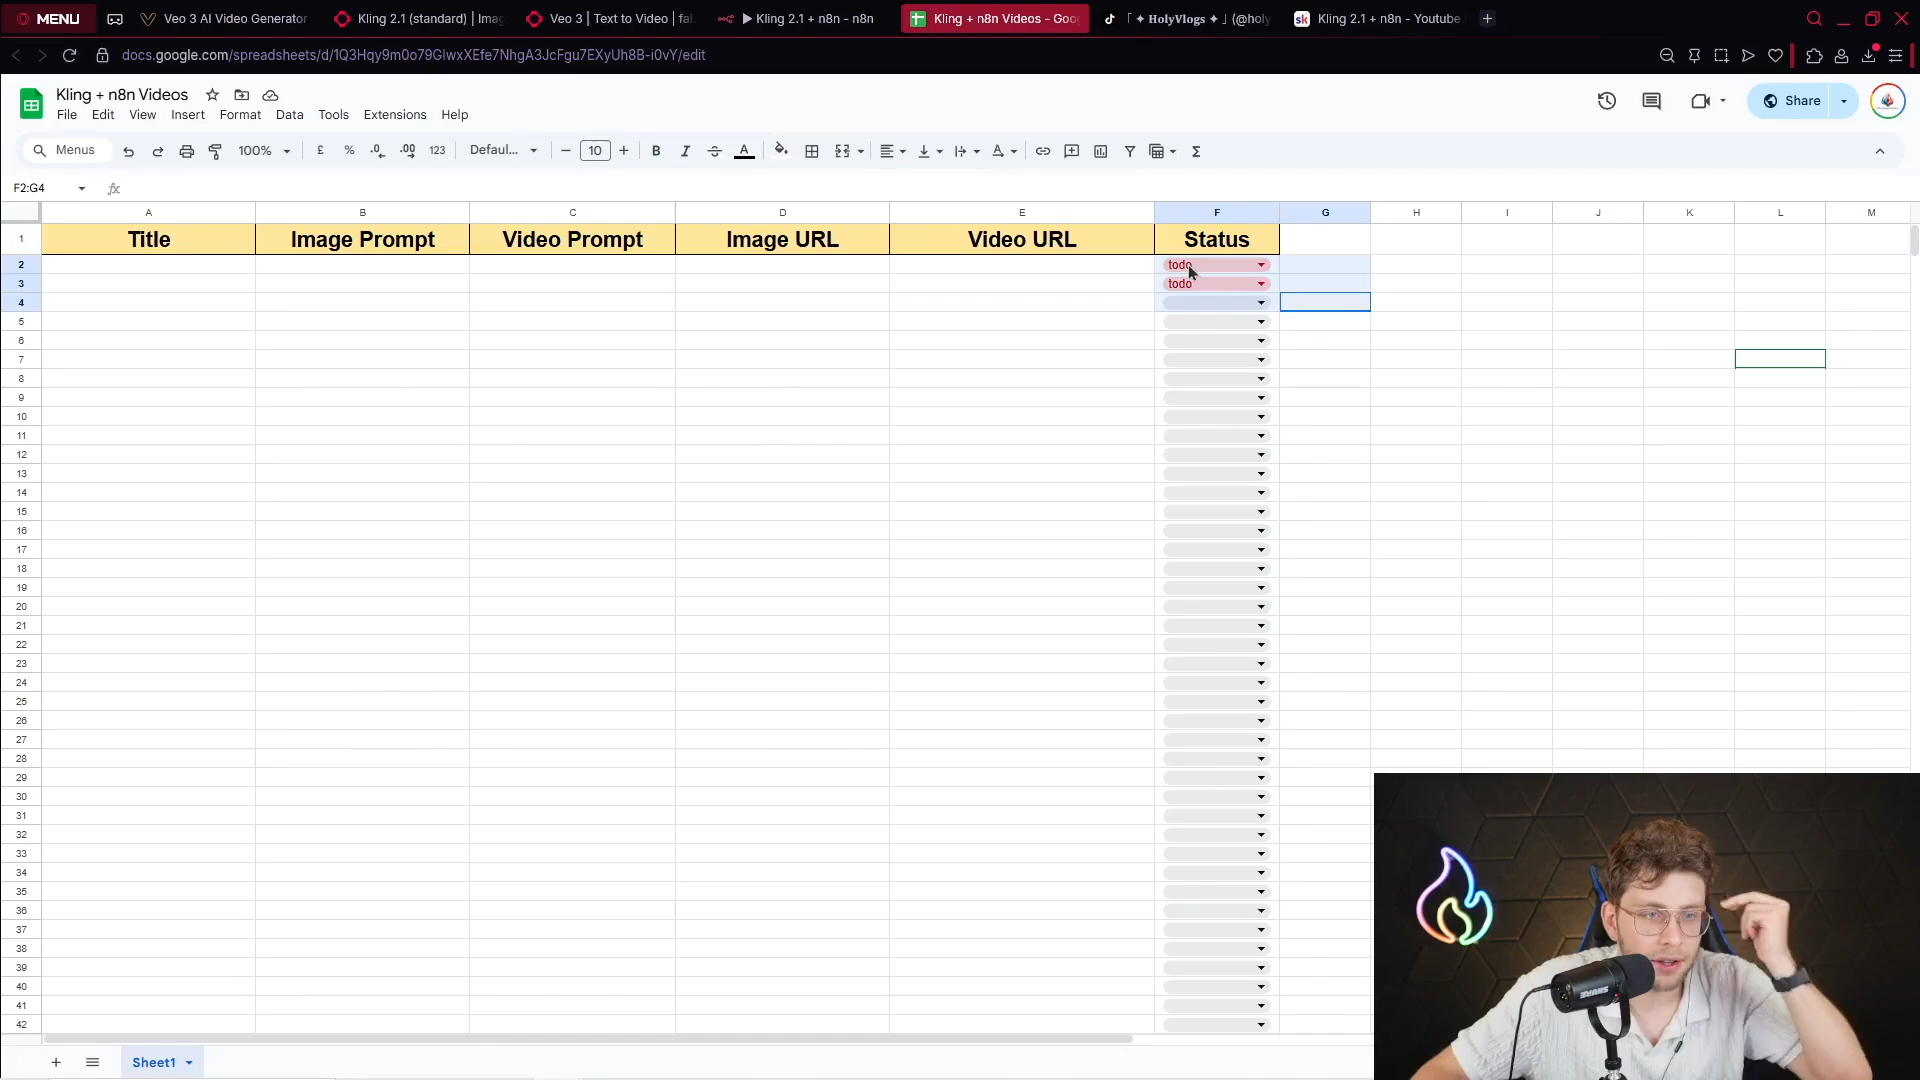 MENU
Veo 3 AI Video Generator
Kling 2.1 (standard) | Imag
Veo 3 | Text to Video | fal.
▶ Kling 2.1 + n8n - n8n
Kling + n8n Videos - Goo
「 ✦ 𝐇𝐨𝐥𝐲𝐕𝐥𝐨𝐠𝐬 ✦ 」(@holy
sk
Kling 2.1 + n8n - Youtube
docs.google.com/spreadsheets/d/1Q3Hqy9m0o79GlwxXEfe7NhgA3JcFgu7EXyUh8B-i0vY/edit
Kling + n8n Videos
Share
File Edit View Insert Format Data Tools Extensions Help
Menus 100% £ % .0 .00 123 Defaul... − 10 + B I S A Σ
F2:G4 fx
A B C D E F G H I J K L M
1 Title Image Prompt Video Prompt Image URL Video URL Status
2 todo
3 todo
4
5
6
7
8
9
10
11
12
13
14
15
16
17
18
19
20
21
22
23
24
25
26
27
28
29
30
31
32
33
34
35
36
37
38
39
40
41
42
SHURE
Sheet1